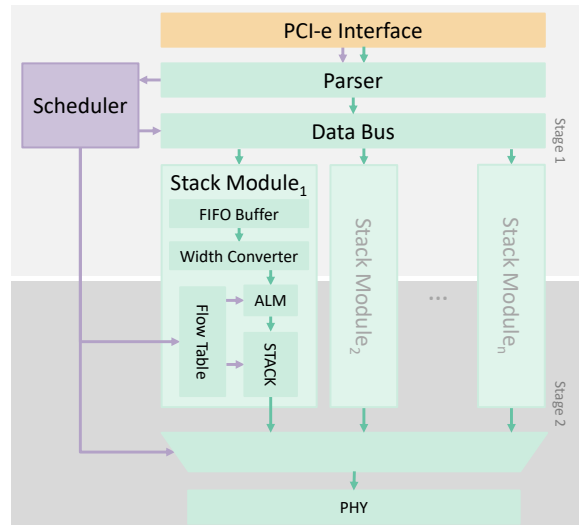 PCI-e Interface
Scheduler
Parser
Data Bus
Stage 1
Stack Module1
FIFO Buffer
Width Converter
Flow Table
ALM
STACK
Stack Module2
...
Stack Modulen
Stage 2
PHY